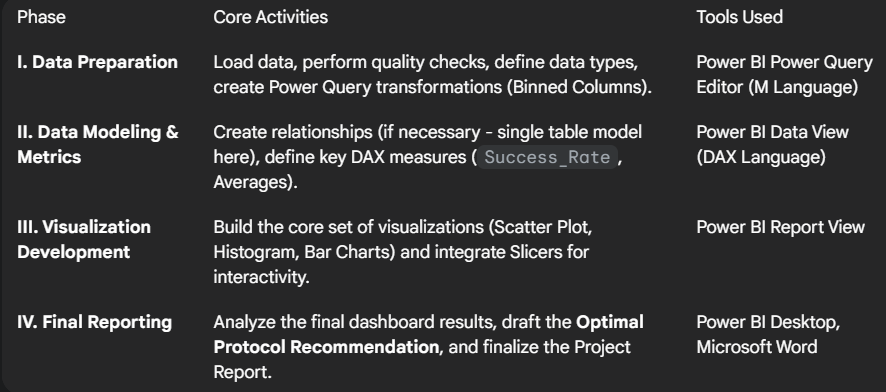 Phase Core Activities Tools Used
I. Data Preparation Load data, perform quality checks, define data types, Power BI Power Query
create Power Query transformations (Binned Columns). Editor (M Language)
II. Data Modeling & Create relationships (if necessary - single table model Power BI Data View
Metrics here), define key DAX measures ( Success_Rate , (DAX Language)
Averages).
III. Visualization Build the core set of visualizations (Scatter Plot, Power BI Report View
Development Histogram, Bar Charts) and integrate Slicers for
interactivity.
IV. Final Reporting Analyze the final dashboard results, draft the Optimal Power BI Desktop,
Protocol Recommendation, and finalize the Project Microsoft Word
Report.